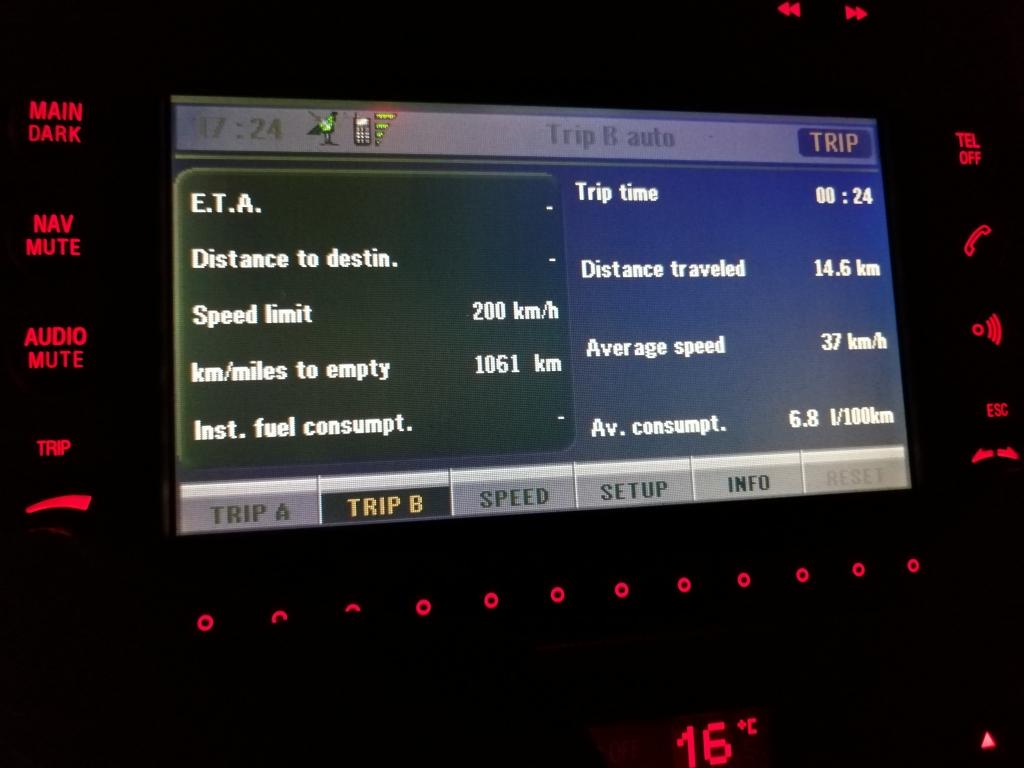 MAIN
DARK
NAV
MUTE
AUDIO
MUTE
TRIP
17:24 Trip B auto TRIP
E.T.A. -
Distance to destin. -
Speed limit 200 km/h
km/miles to empty 1061 km
Inst. fuel consumpt. -
Trip time 00:24
Distance traveled 14.6 km
Average speed 37 km/h
Av. consumpt. 6.8 l/100km
TRIP A TRIP B SPEED SETUP INFO RESET
TEL
OFF
ESC
OFF 16 °C